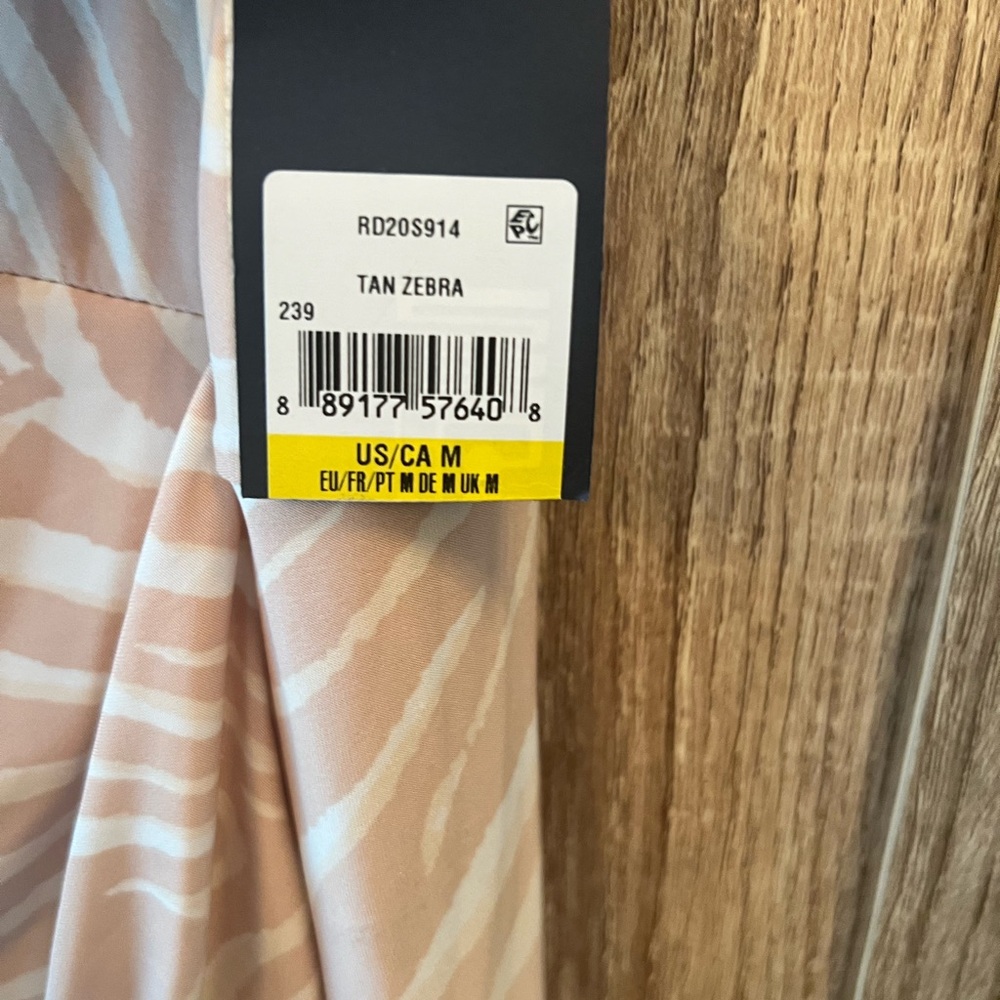 RD20S914
TAN ZEBRA
239
8 89177 57640 8
US/CA M
EU/FR/PT M DE M UK M